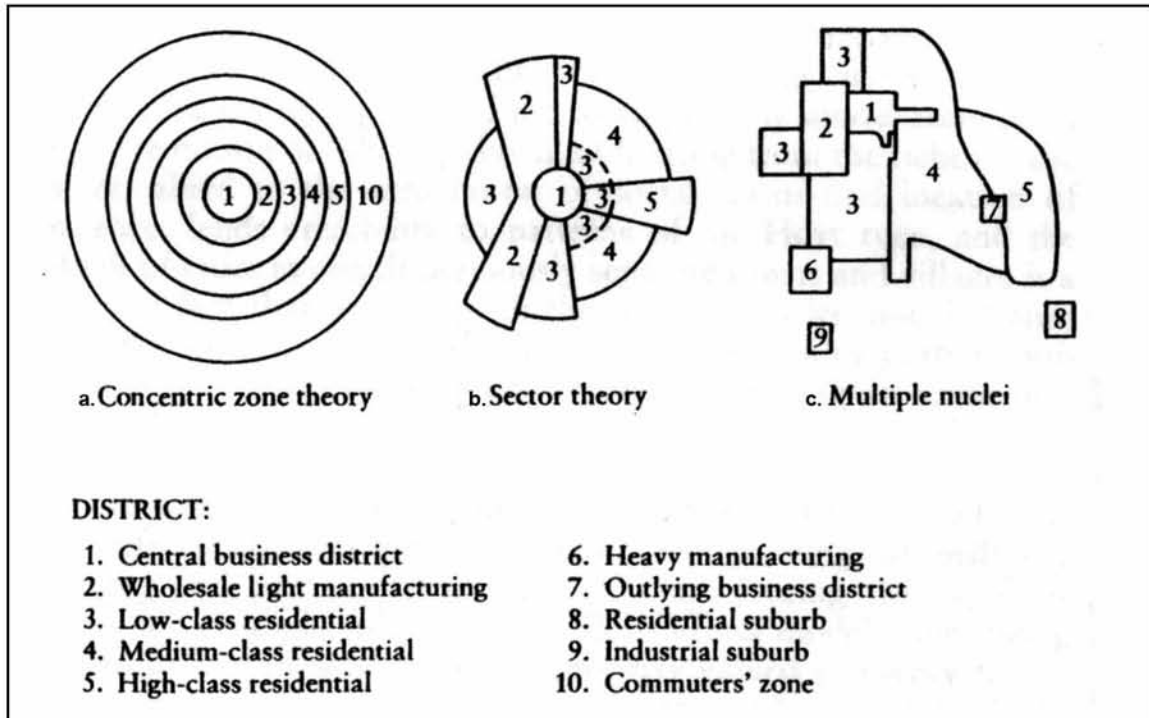 1 2 3 4 5 10
3
2
4
3
3
1
3
5
3
2
3
4
3
1
2
3
4
5
3
7
6
8
9
a. Concentric zone theory
b. Sector theory
c. Multiple nuclei
DISTRICT:
1. Central business district
2. Wholesale light manufacturing
3. Low-class residential
4. Medium-class residential
5. High-class residential
6. Heavy manufacturing
7. Outlying business district
8. Residential suburb
9. Industrial suburb
10. Commuters' zone